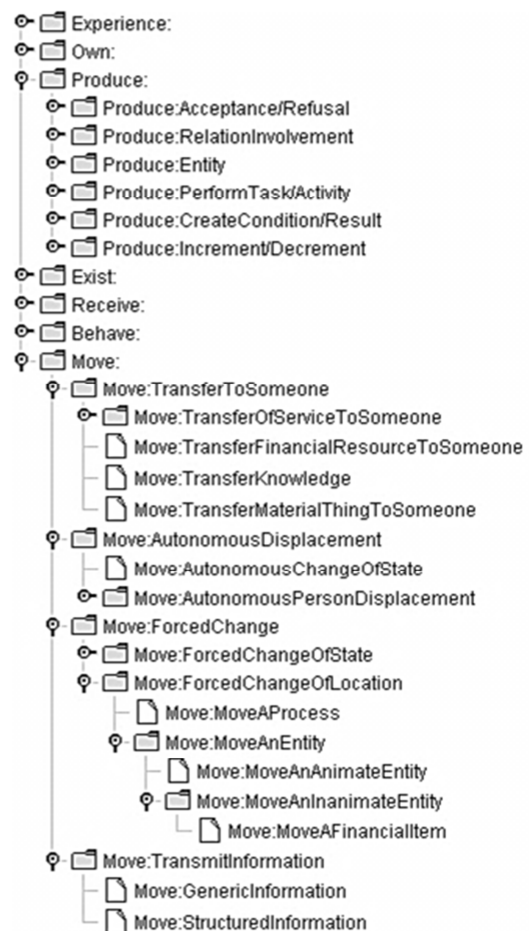 Experience:
Own:
Produce:
Produce:Acceptance/Refusal
Produce:RelationInvolvement
Produce:Entity
Produce:PerformTask/Activity
Produce:CreateCondition/Result
Produce:Increment/Decrement
Exist:
Receive:
Behave:
Move:
Move:TransferToSomeone
Move:TransferOfServiceToSomeone
Move:TransferFinancialResourceToSomeone
Move:TransferKnowledge
Move:TransferMaterialThingToSomeone
Move:AutonomousDisplacement
Move:AutonomousChangeOfState
Move:AutonomousPersonDisplacement
Move:ForcedChange
Move:ForcedChangeOfState
Move:ForcedChangeOfLocation
Move:MoveAProcess
Move:MoveAnEntity
Move:MoveAnAnimateEntity
Move:MoveAnInanimateEntity
Move:MoveAFinancialItem
Move:TransmitInformation
Move:GenericInformation
Move:StructuredInformation